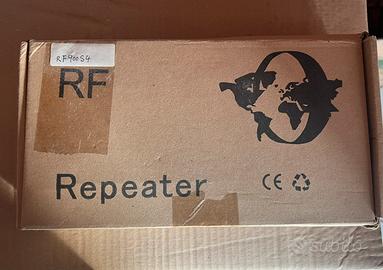 RF900S4
RF
Repeater
CE
subito